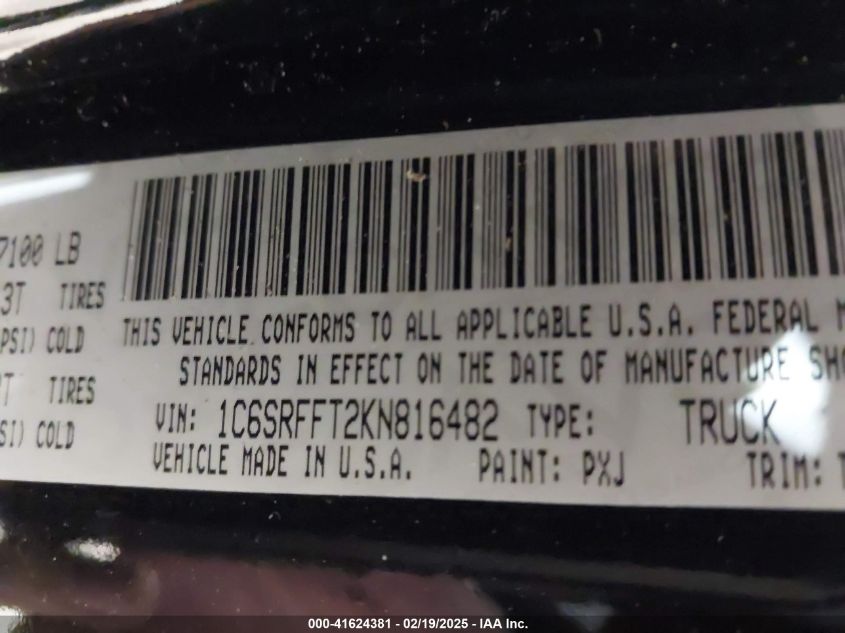 7100 LB
3T TIRES
PSI) COLD
TIRES
SI) COLD
THIS VEHICLE CONFORMS TO ALL APPLICABLE U.S.A. FEDERAL M
STANDARDS IN EFFECT ON THE DATE OF MANUFACTURE SHO
VIN: 1C6SRFFT2KN816482 TYPE: TRUCK
VEHICLE MADE IN U.S.A. PAINT: PXJ TRIM: T
000-41624381 - 02/19/2025 - IAA Inc.